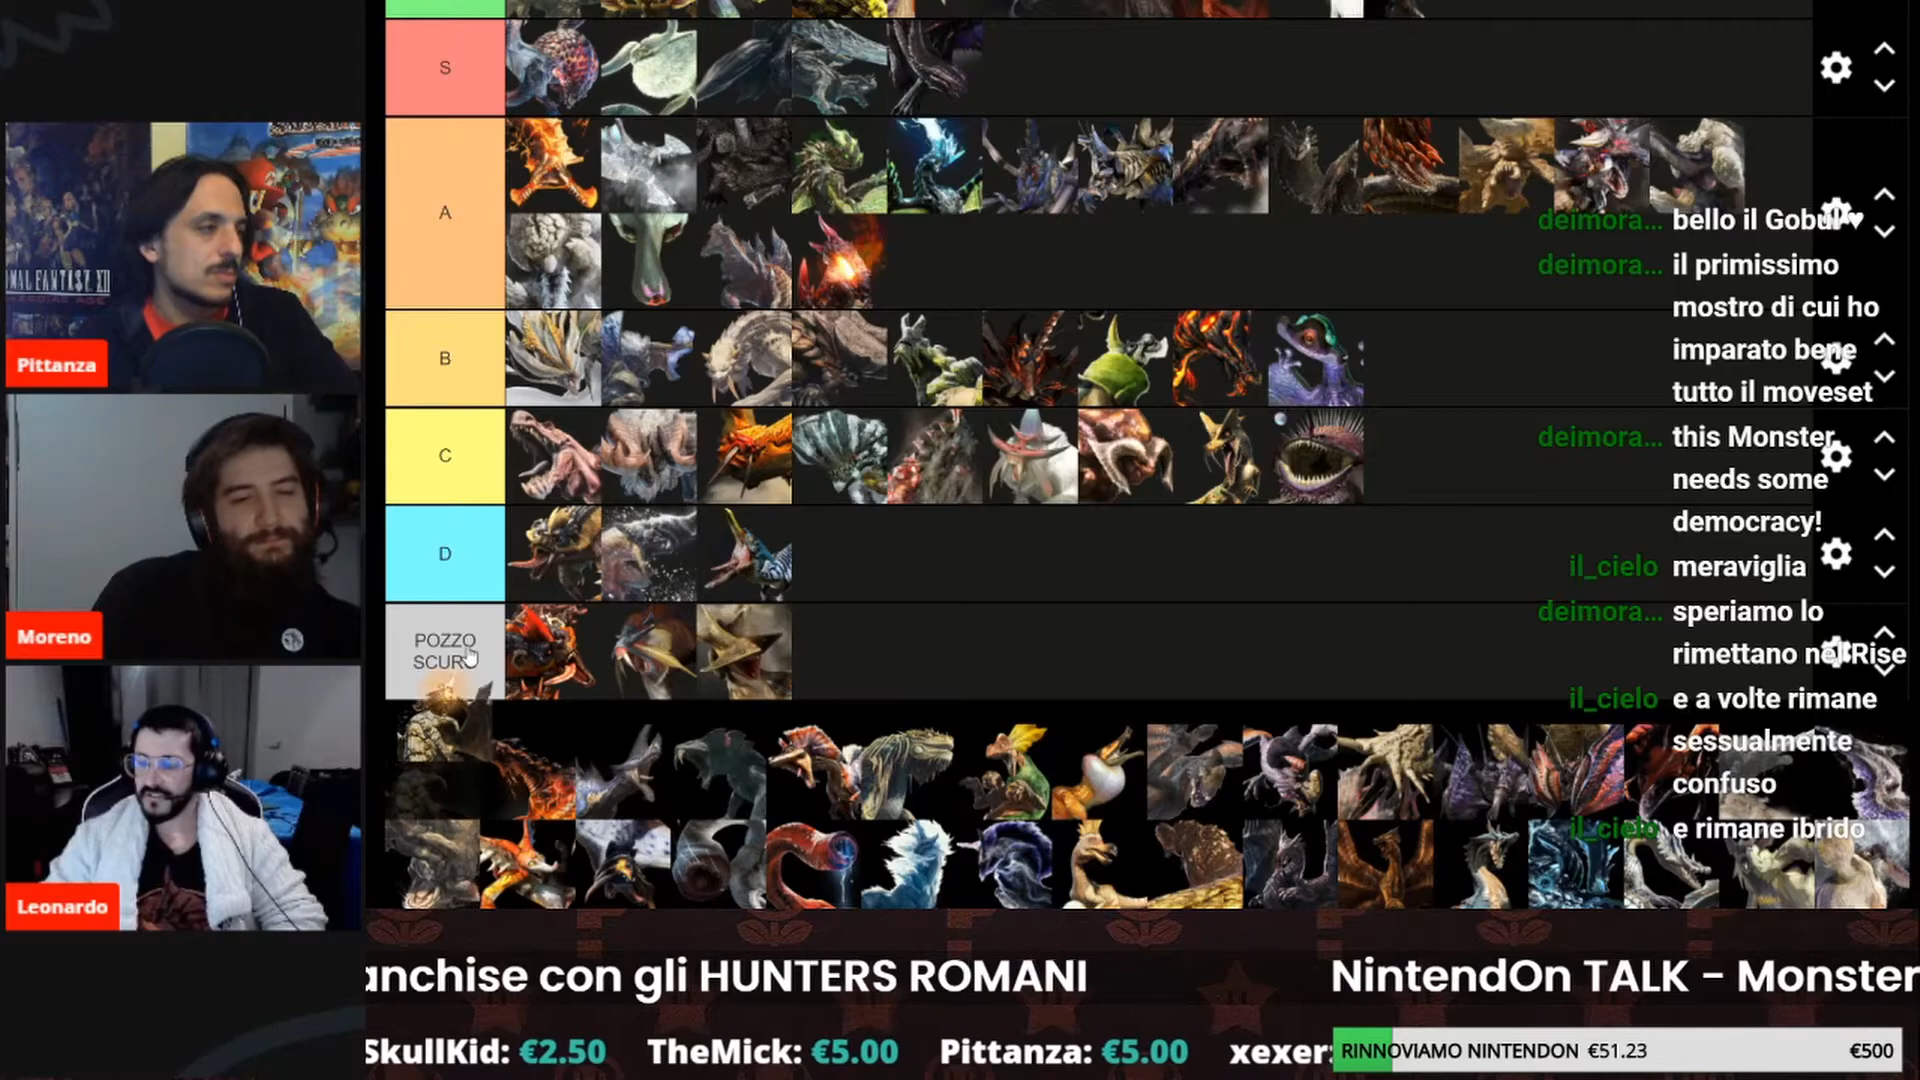 S
A
B
C
D
POZZO
SCURO
Pittanza
Moreno
Leonardo
deimora... bello il Gobul♥
deimora... il primissimo
mostro di cui ho
imparato bene
tutto il moveset
deimora... this Monster
needs some
democracy!
il_cielo meraviglia
deimora... speriamo lo
rimettano nell'Rise
il_cielo e a volte rimane
sessualmente
confuso
il_cielo e rimane ibrido
anchise con gli HUNTERS ROMANI
NintendOn TALK - Monster
SkullKid: €2.50 TheMick: €5.00 Pittanza: €5.00 xexer:
RINNOVIAMO NINTENDON €51.23 €500